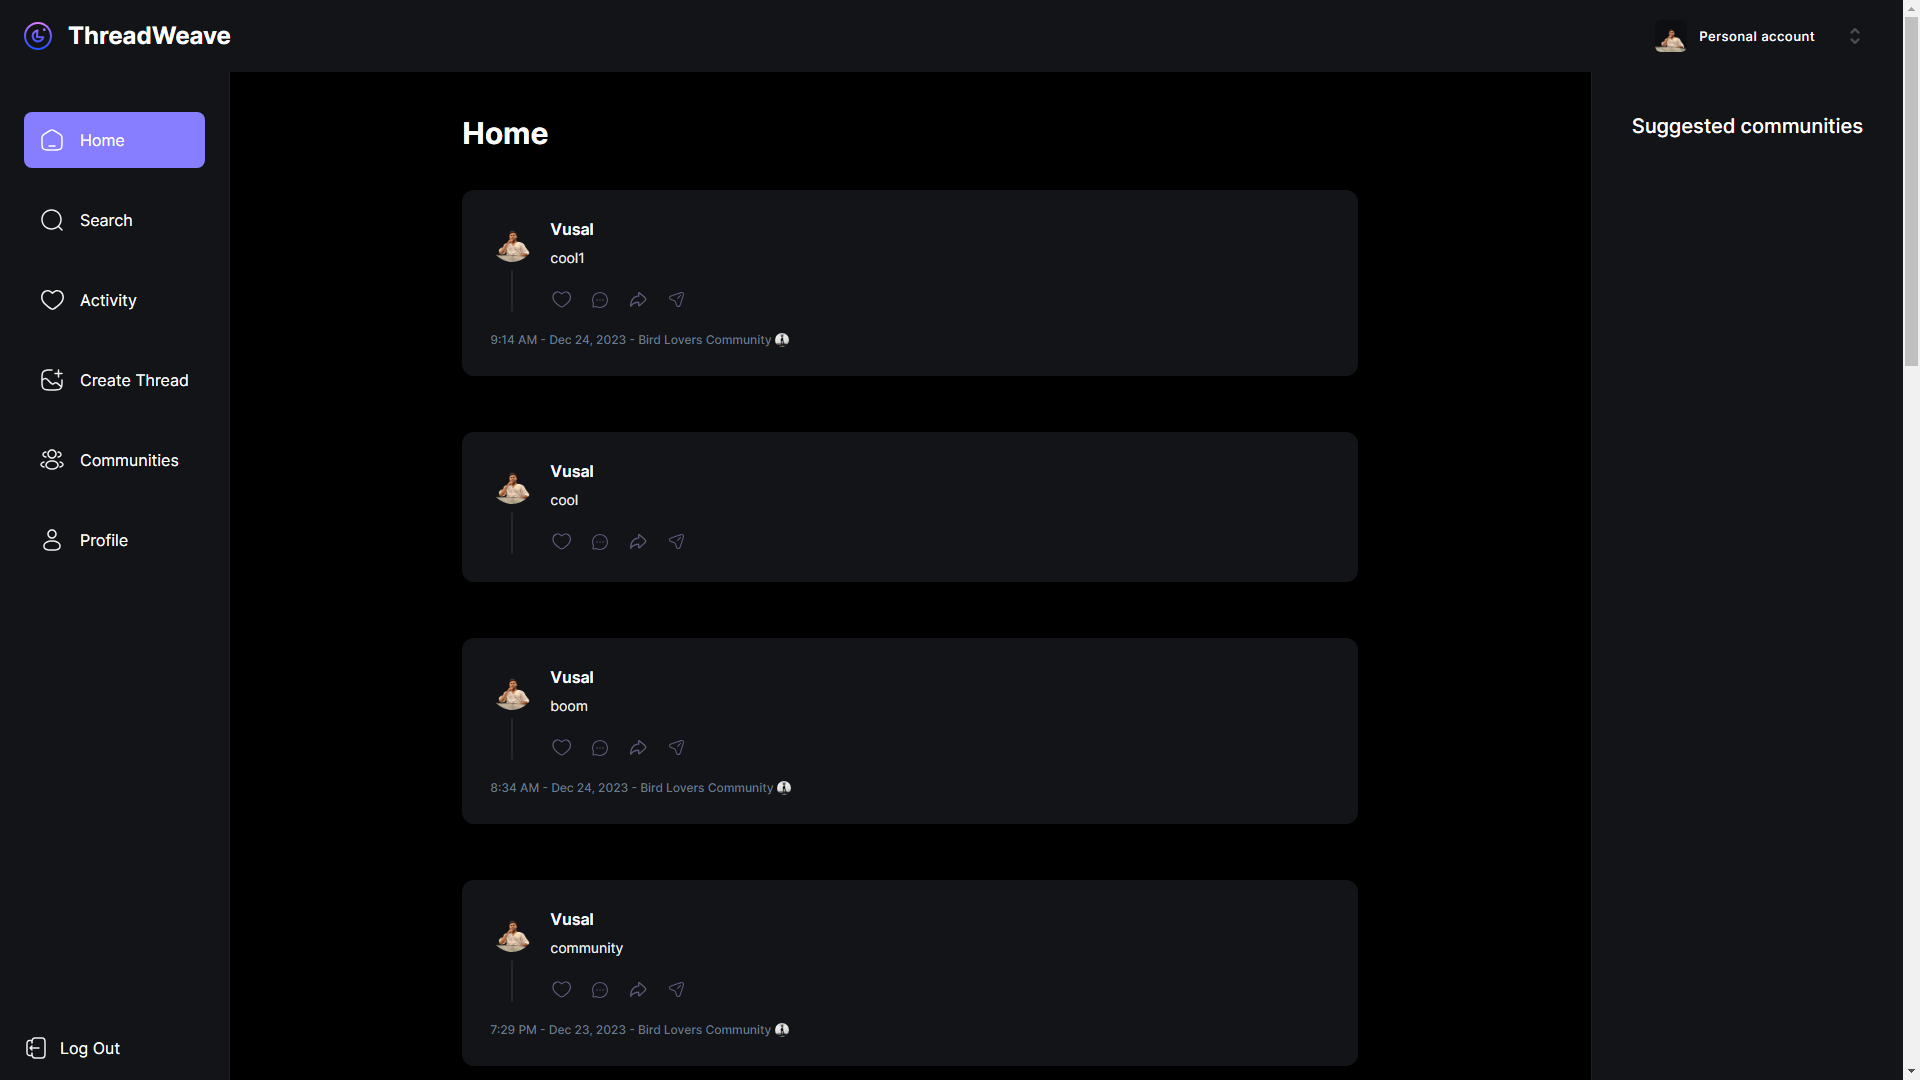 ThreadWeave
Personal account
Home
Search
Activity
Create Thread
Communities
Profile
Log Out
Home
Vusal
cool1
9:14 AM - Dec 24, 2023 - Bird Lovers Community
Vusal
cool
Vusal
boom
8:34 AM - Dec 24, 2023 - Bird Lovers Community
Vusal
community
7:29 PM - Dec 23, 2023 - Bird Lovers Community
Suggested communities